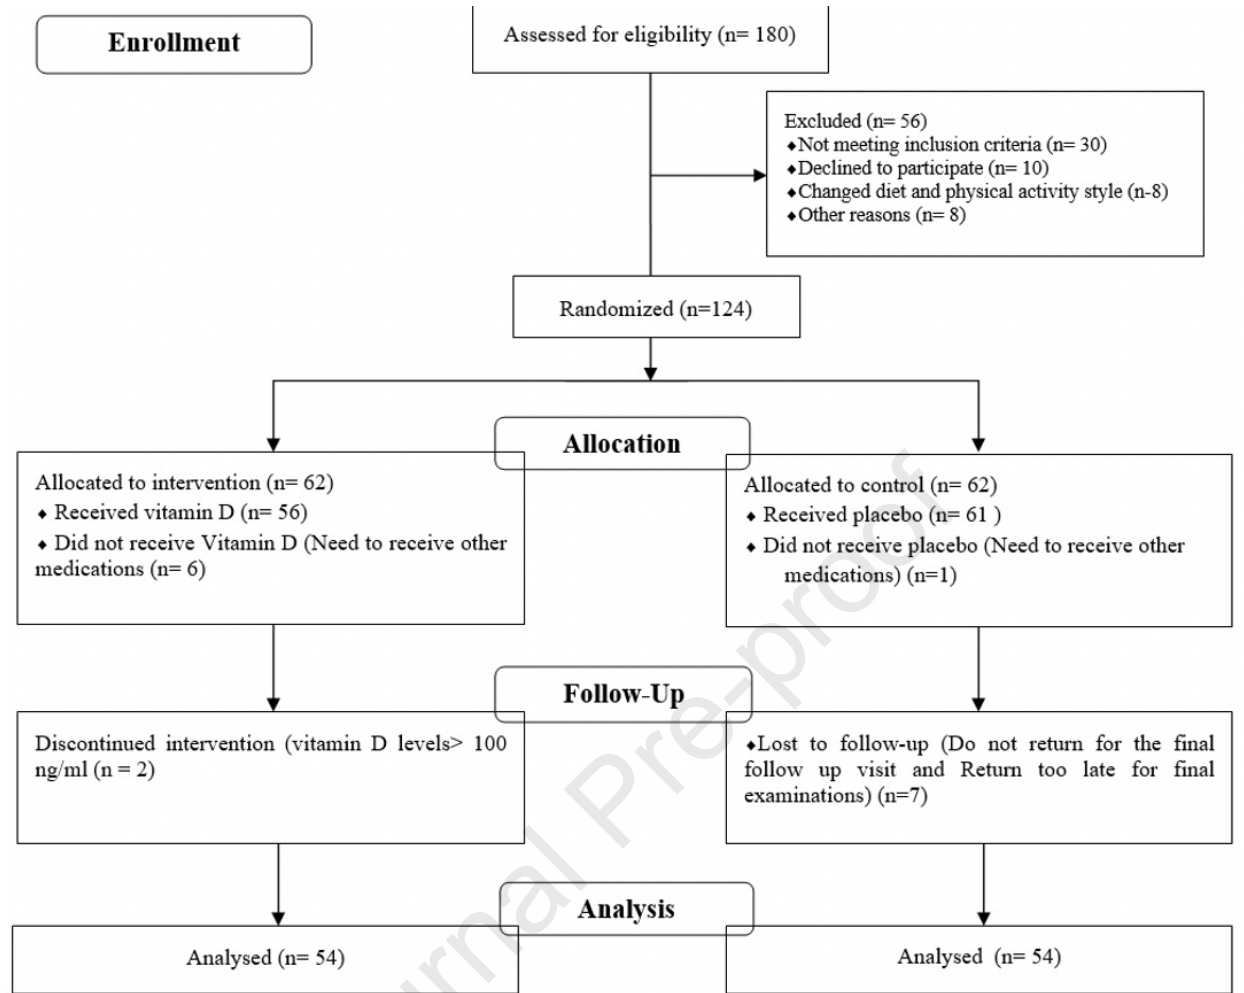 Enrollment
Assessed for eligibility (n= 180)
Excluded (n= 56)
⬥Not meeting inclusion criteria (n= 30)
⬥Declined to participate (n= 10)
⬥Changed diet and physical activity style (n-8)
⬥Other reasons (n= 8)
Randomized (n=124)
Allocation
Allocated to intervention (n= 62)
⬥ Received vitamin D (n= 56)
⬥ Did not receive Vitamin D (Need to receive other
medications (n= 6)
Allocated to control (n= 62)
⬥ Received placebo (n= 61 )
⬥ Did not receive placebo (Need to receive other
medications) (n=1)
Follow-Up
Discontinued intervention (vitamin D levels> 100
ng/ml (n = 2)
⬥Lost to follow-up (Do not return for the final
follow up visit and Return too late for final
examinations) (n=7)
Analysis
Analysed (n= 54)
Analysed (n= 54)
urnal Pre-proof